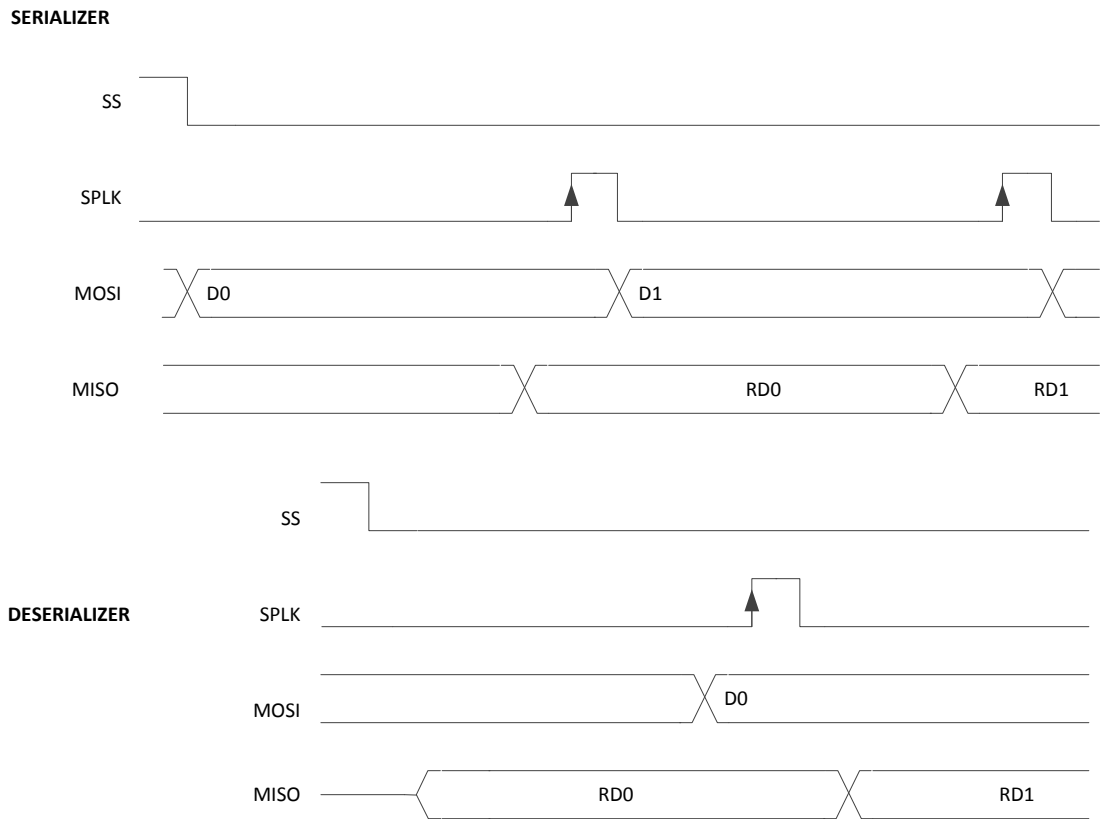 SERIALIZER
SS
SPLK
MOSI D0 D1
MISO RD0 RD1
SS
DESERIALIZER SPLK
MOSI D0
MISO RD0 RD1